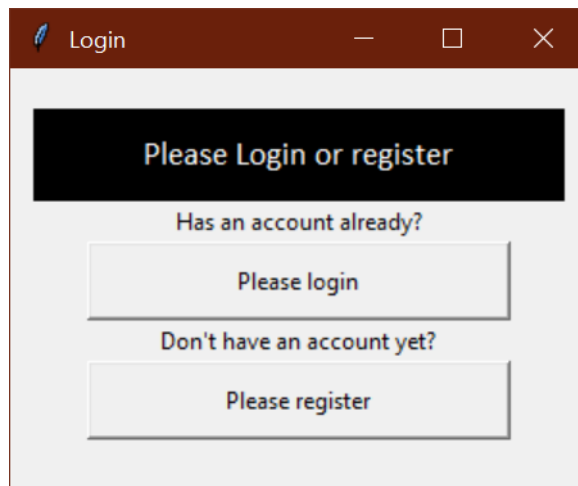 Login
Please Login or register
Has an account already?
Please login
Don't have an account yet?
Please register